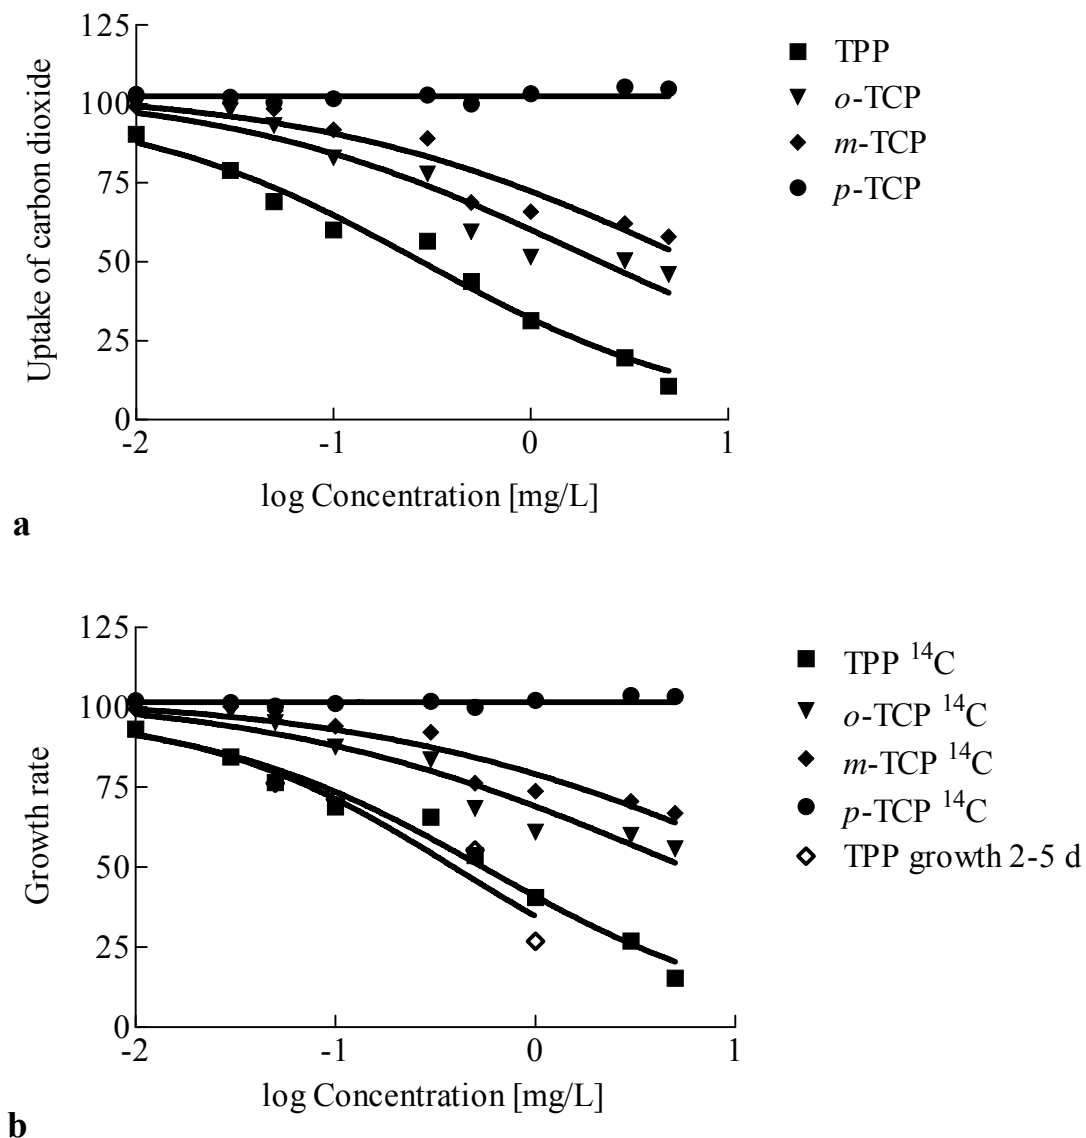 125
100
75
50
25
0
-2 -1 0 1
Uptake of carbon dioxide
log Concentration [mg/L]
TPP
o-TCP
m-TCP
p-TCP
a
125
100
75
50
25
0
-2 -1 0 1
Growth rate
log Concentration [mg/L]
TPP ¹⁴C
o-TCP ¹⁴C
m-TCP ¹⁴C
p-TCP ¹⁴C
TPP growth 2-5 d
b